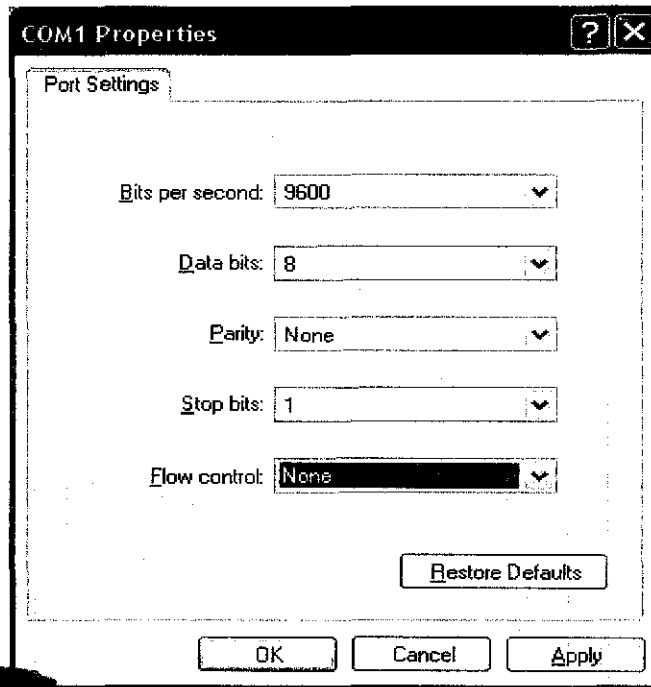 COM1 Properties
Port Settings
Bits per second: 9600
Data bits: 8
Parity: None
Stop bits: 1
Flow control: None
Restore Defaults
OK Cancel Apply